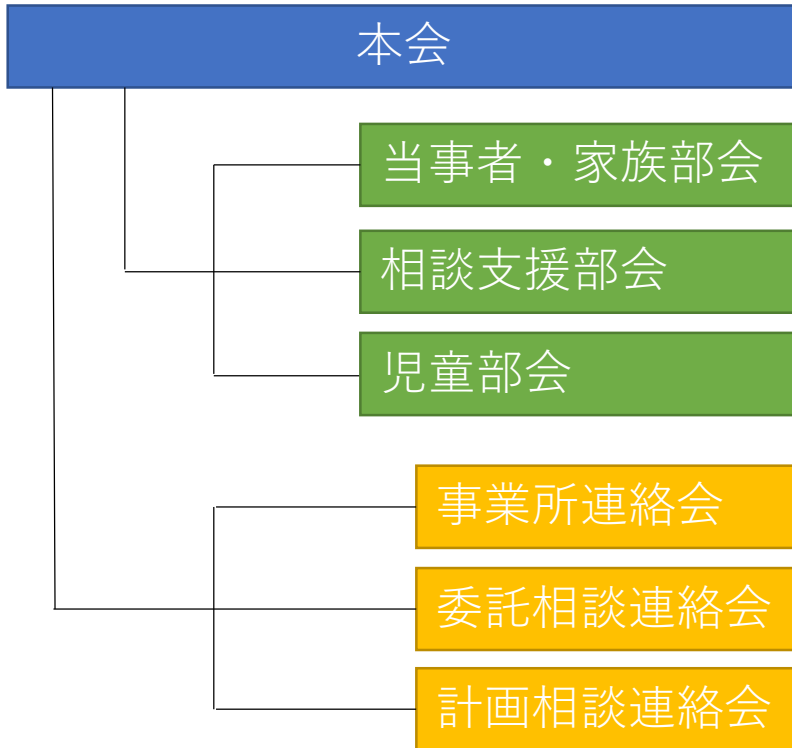 本会
当事者・家族部会
相談支援部会
児童部会
事業所連絡会
委託相談連絡会
計画相談連絡会